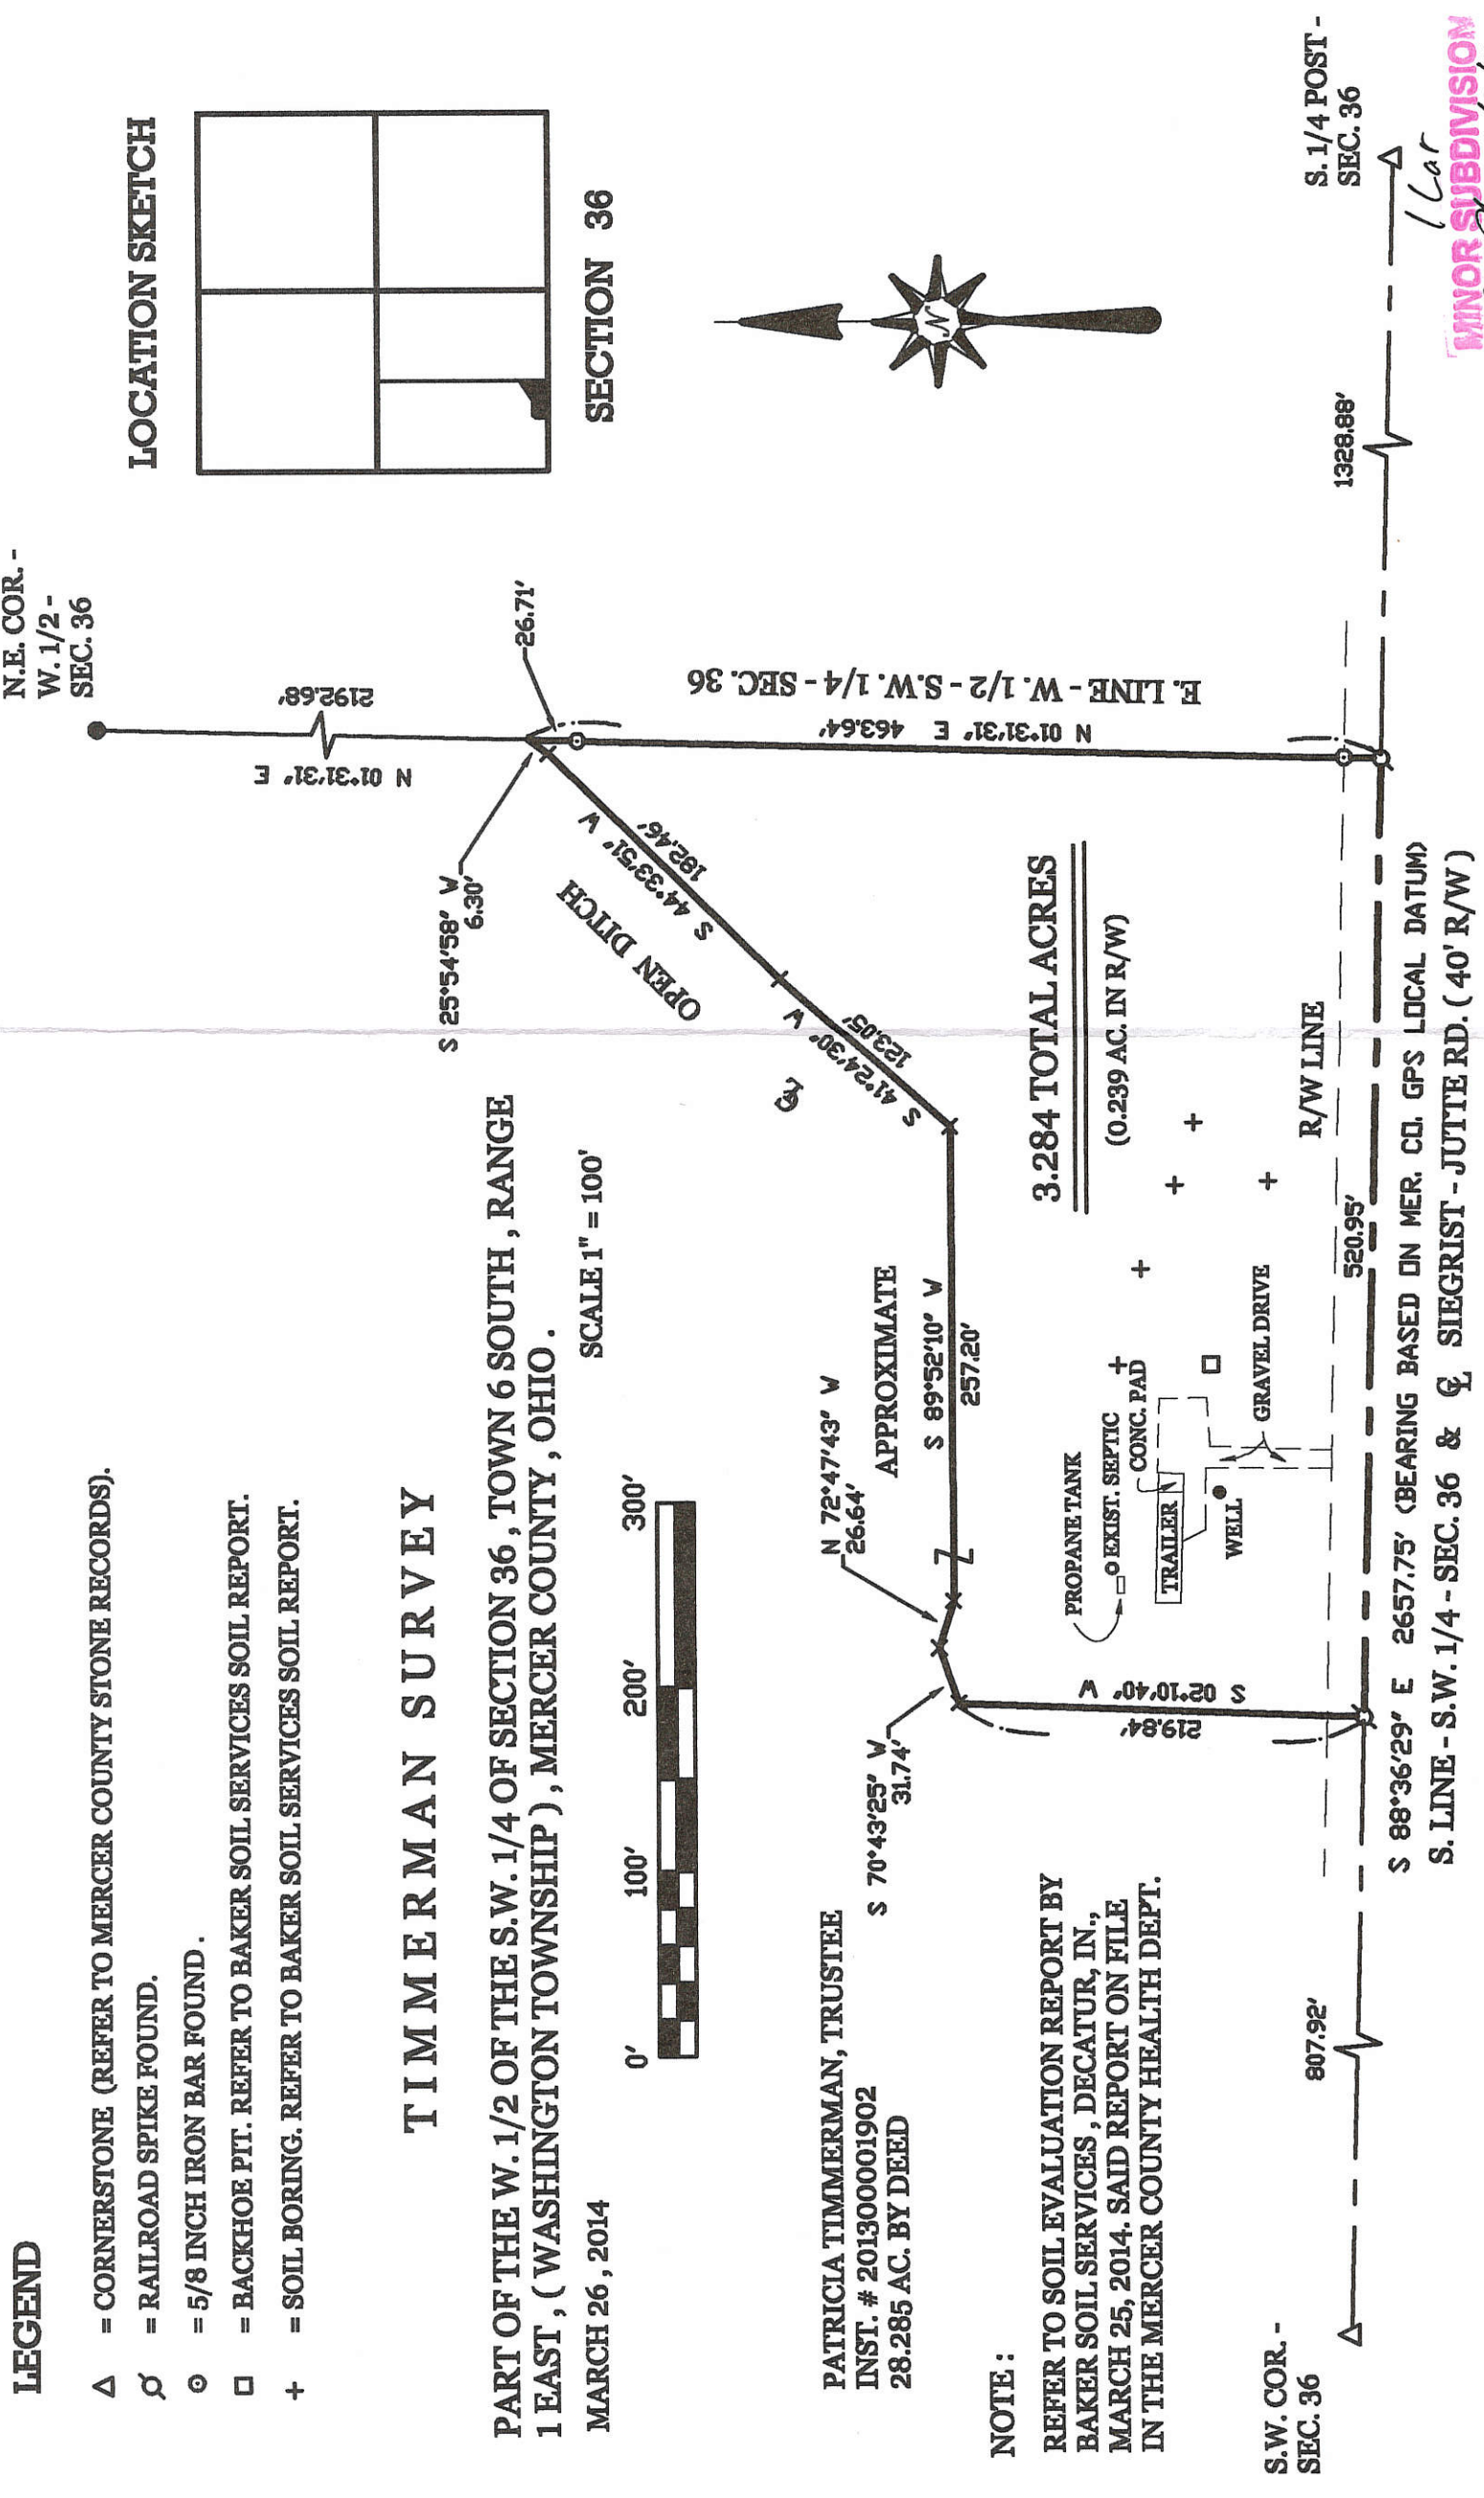 LEGEND
△ = CORNERSTONE (REFER TO MERCER COUNTY STONE RECORDS).
= RAILROAD SPIKE FOUND.
⊙ = 5/8 INCH IRON BAR FOUND .
□ = BACKHOE PIT. REFER TO BAKER SOIL SERVICES SOIL REPORT.
+ = SOIL BORING. REFER TO BAKER SOIL SERVICES SOIL REPORT.
TIMMERMAN SURVEY
PART OF THE W. 1/2 OF THE S.W. 1/4 OF SECTION 36 , TOWN 6 SOUTH , RANGE
1 EAST , ( WASHINGTON TOWNSHIP ) , MERCER COUNTY , OHIO .
MARCH 26 , 2014
SCALE 1" = 100'
0'
100'
200'
300'
N.E. COR. -
W. 1/2 -
SEC. 36
LOCATION SKETCH
SECTION 36
N
2192.68'
N 01°31'31" E
26.71'
S 25°54'58" W
6.30'
S 44°33'51" W
182.46'
OPEN DITCH
S 41°24'30" W
123.05'
℄
N 01°31'31" E 463.64'
E. LINE - W. 1/2 - S.W. 1/4 - SEC. 36
APPROXIMATE
S 89°52'10" W
257.20'
N 72°47'43" W
26.64'
S 70°43'25" W
31.74'
PATRICIA TIMMERMAN, TRUSTEE
INST. # 201300001902
28.285 AC. BY DEED
3.284 TOTAL ACRES
(0.239 AC. IN R/W)
PROPANE TANK
EXIST. SEPTIC
CONC. PAD
TRAILER
WELL
GRAVEL DRIVE
R/W LINE
S 02°10'40" W
219.84'
NOTE :
REFER TO SOIL EVALUATION REPORT BY
BAKER SOIL SERVICES , DECATUR, IN.,
MARCH 25, 2014. SAID REPORT ON FILE
IN THE MERCER COUNTY HEALTH DEPT.
S.W. COR. -
SEC. 36
807.92'
520.95'
1328.88'
S. 1/4 POST -
SEC. 36
S 88°36'29" E 2657.75' (BEARING BASED ON MER. CO. GPS LOCAL DATUM)
S. LINE - S.W. 1/4 - SEC. 36 & ℄ SIEGRIST - JUTTE RD. ( 40' R/W)
MINOR SUBDIVISION